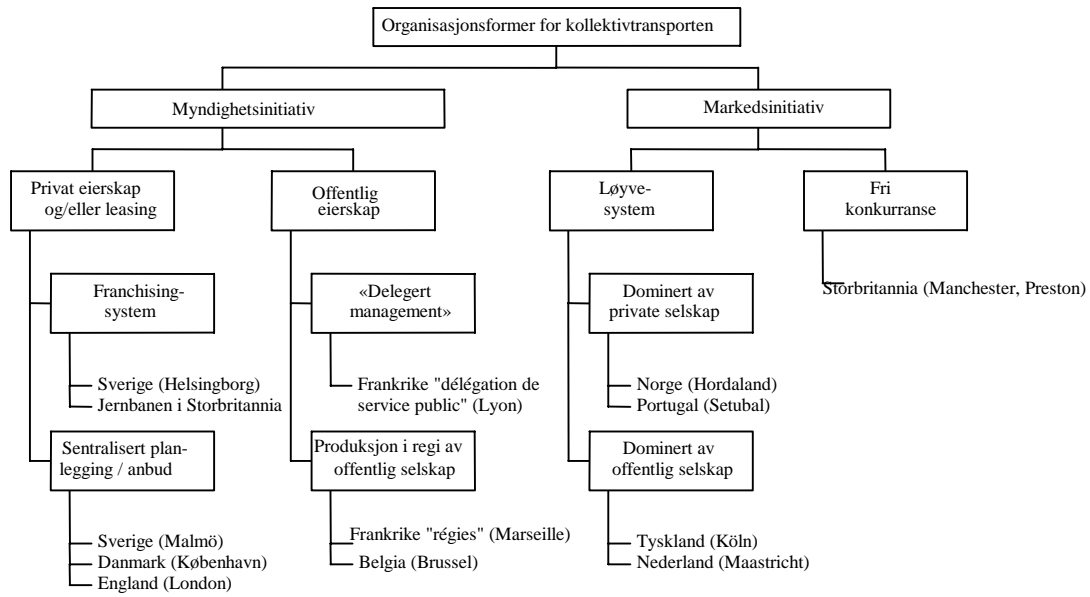 Organisasjonsformer for kollektivtransporten
Myndighetsinitiativ
Markedsinitiativ
Privat eierskap
og/eller leasing
Offentlig
eierskap
Løyve-
system
Fri
konkurranse
Franchising-
system
«Delegert
management»
Dominert av
private selskap
Storbritannia (Manchester, Preston)
Sverige (Helsingborg)
Jernbanen i Storbritannia
Frankrike "délégation de
service public" (Lyon)
Norge (Hordaland)
Portugal (Setubal)
Sentralisert plan-
legging / anbud
Produksjon i regi av
offentlig selskap
Dominert av
offentlig selskap
Sverige (Malmö)
Danmark (København)
England (London)
Frankrike "régies" (Marseille)
Belgia (Brussel)
Tyskland (Köln)
Nederland (Maastricht)